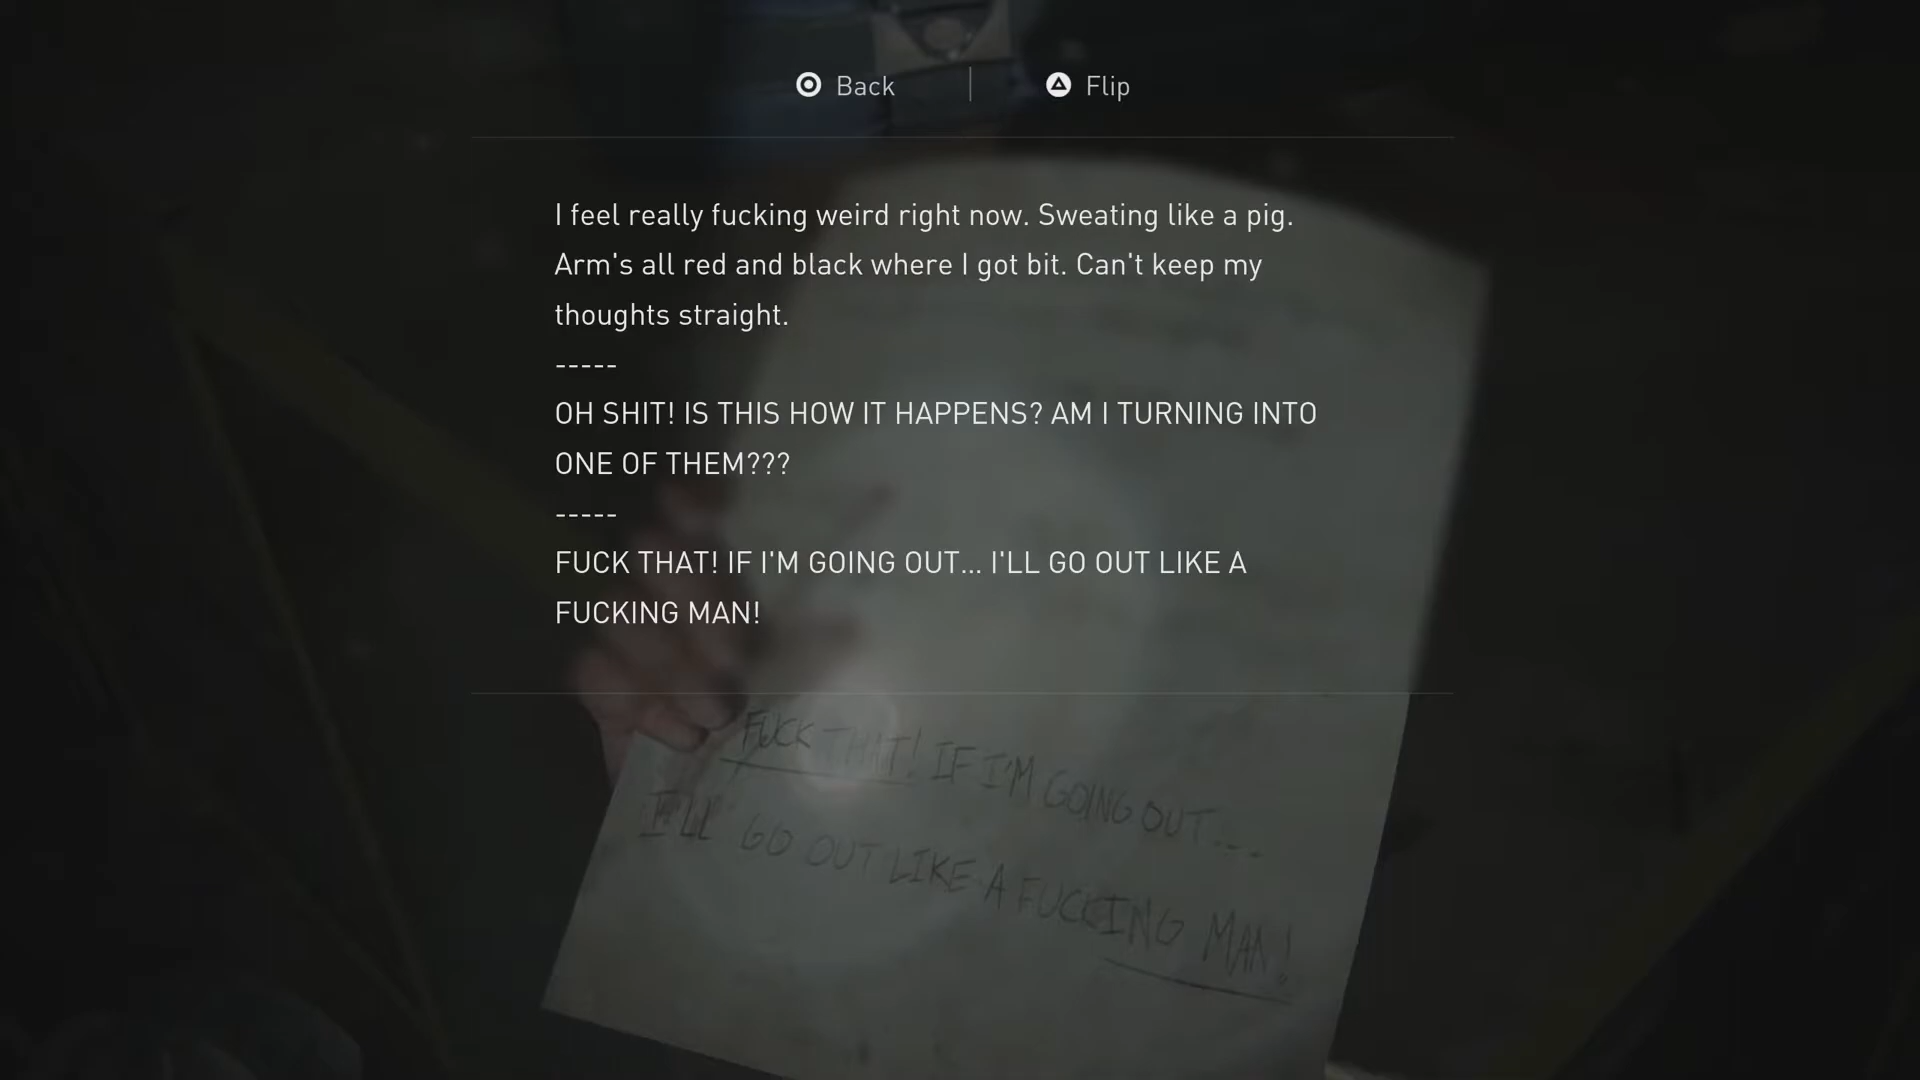 Back
Flip
I feel really fucking weird right now. Sweating like a pig.
Arm's all red and black where I got bit. Can't keep my
thoughts straight.
-----
OH SHIT! IS THIS HOW IT HAPPENS? AM I TURNING INTO
ONE OF THEM???
-----
FUCK THAT! IF I'M GOING OUT... I'LL GO OUT LIKE A
FUCKING MAN!
FUCK THAT! IF I'M GOING OUT....
I'LL GO OUT LIKE A FUCKING MAN!